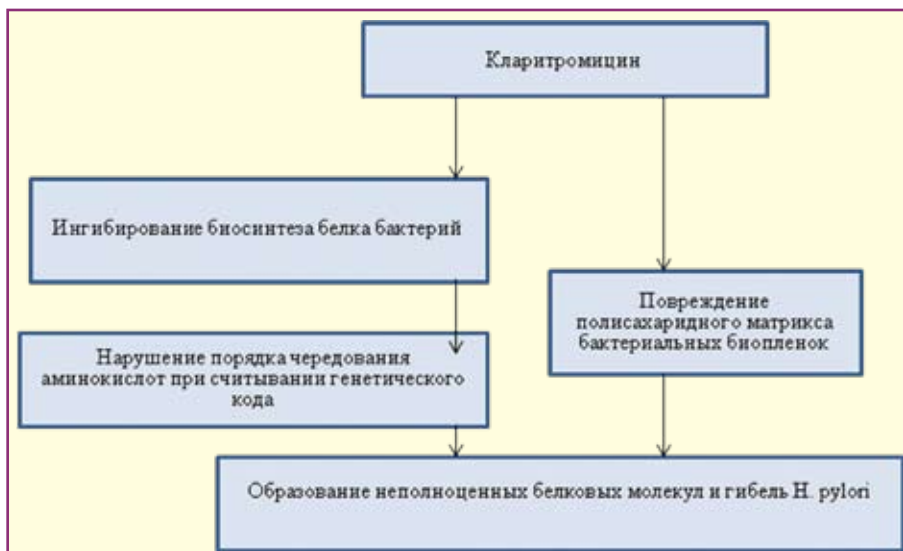 Кларитромицин
Ингибирование биосинтеза белка бактерий
Повреждение
полисахаридного матрикса
бактериальных биопленок
Нарушение порядка чередования
аминокислот при считывании генетического
кода
Образование неполноценных белковых молекул и гибель H. pylori